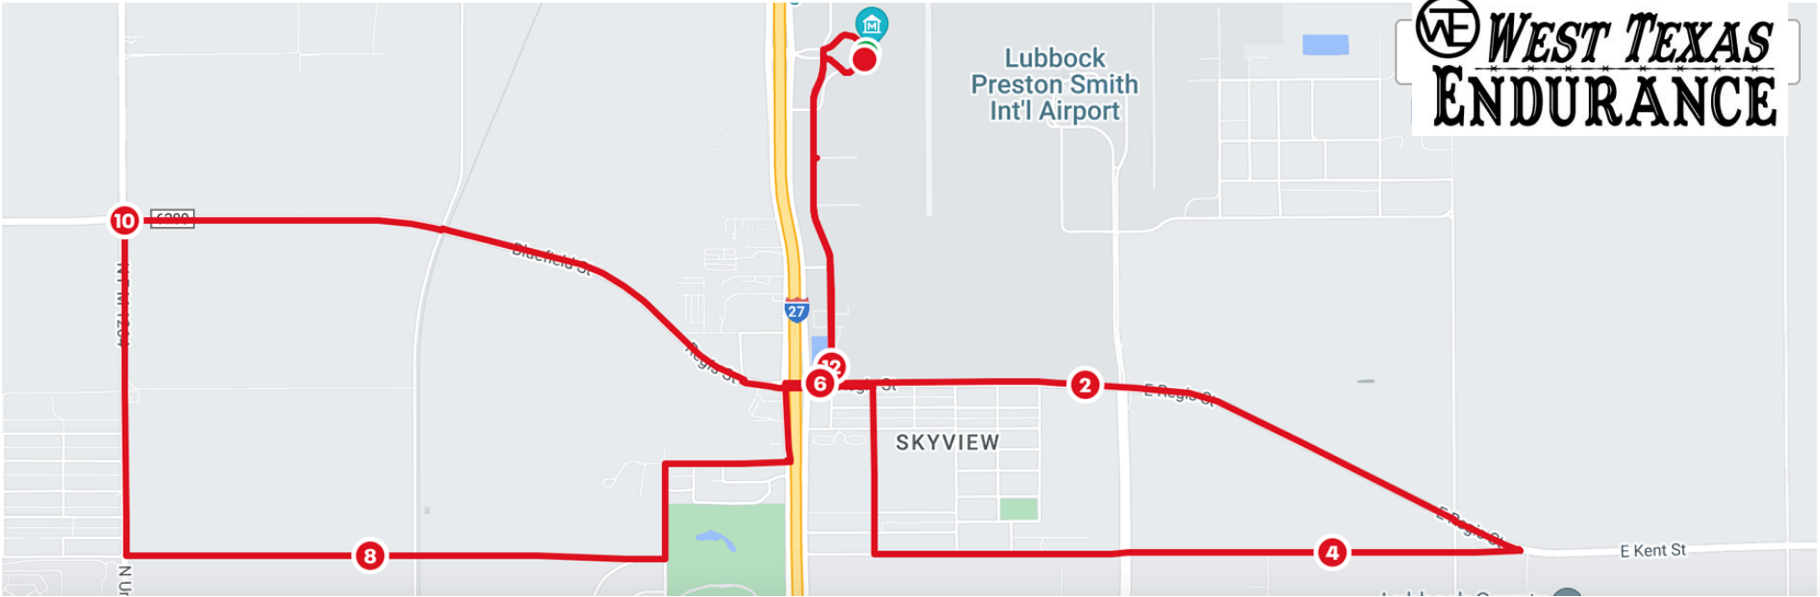 WE
WEST TEXAS
ENDURANCE
Lubbock
Preston Smith
Int'l Airport
10
Bluefield St
27
Regis St
12
6
2
E Regis St
SKYVIEW
E Regis St
8
4
E Kent St